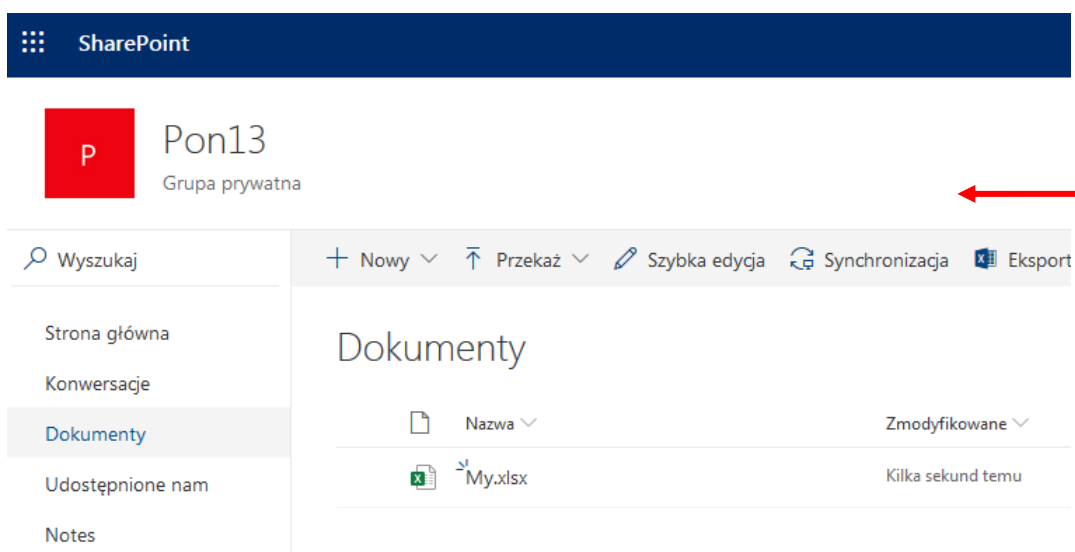 SharePoint
P
Pon13
Grupa prywatna
Wyszukaj
Nowy Przekaż Szybka edycja Synchronizacja Eksport
Strona główna
Konwersacje
Dokumenty
Udostępnione nam
Notes
Dokumenty
Nazwa Zmodyfikowane
My.xlsx Kilka sekund temu